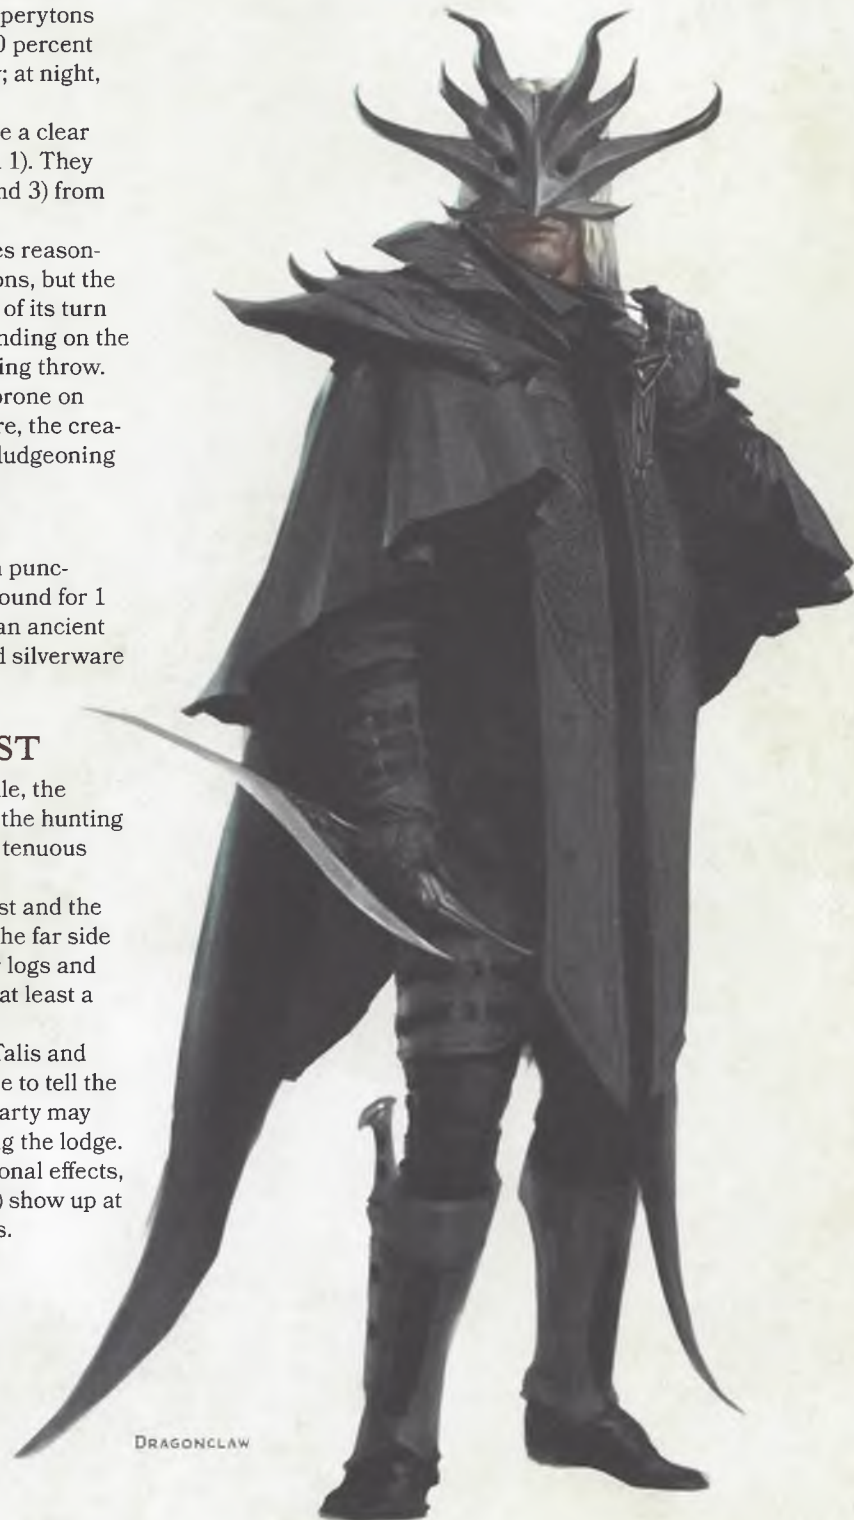 perytons
0 percent
; at night,
e a clear
1). They
nd 3) from
es reason-
ons, but the
of its turn
nding on the
ing throw.
prone on
re, the crea-
ludgeoning
punc-
ound for 1
an ancient
d silverware
ST
le, the
the hunting
tenuous
st and the
he far side
logs and
at least a
Talis and
e to tell the
arty may
ng the lodge.
onal effects,
) show up at
s.
DRAGONCLAW